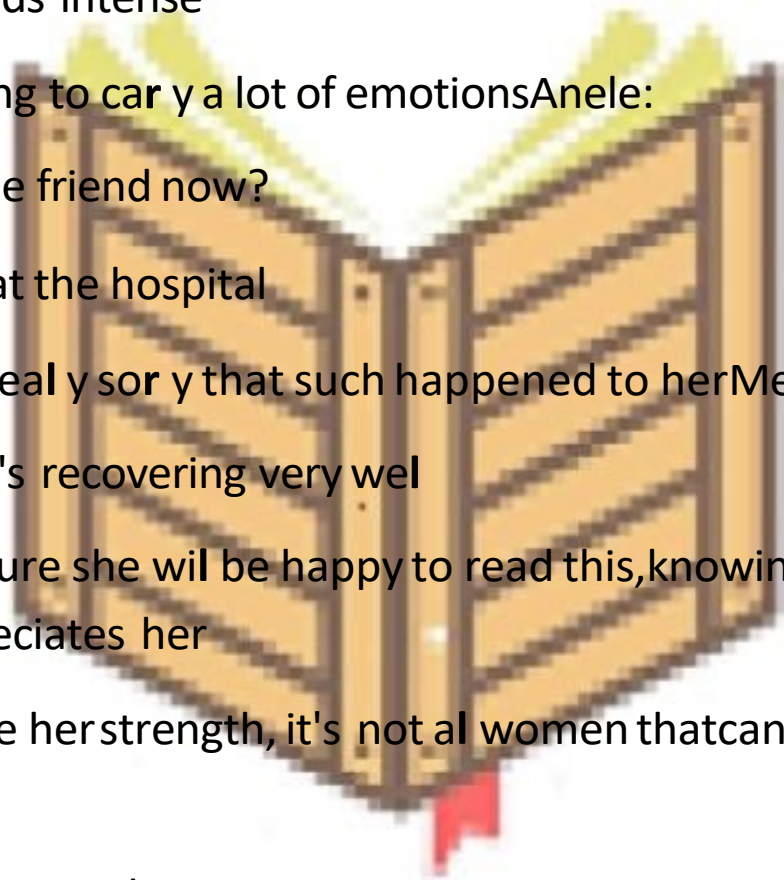 intense
ng to car y a lot of emotionsAnele:
e friend now?
at the hospital
eal y sor y that such happened to herMe
's recovering very wel
ure she wil be happy to read this,knowin
eciates her
e herstrength, it's not al women thatcan